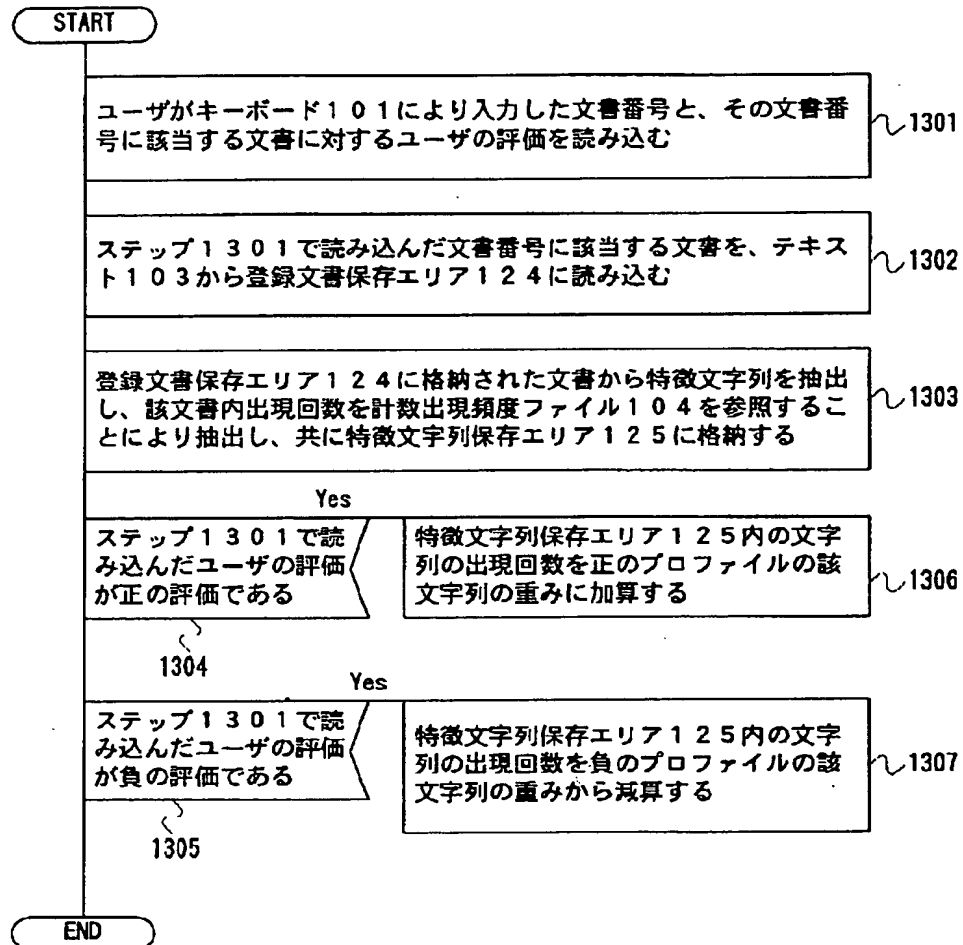 START
ユーザがキーボード101により入力した文書番号と、その文書番
号に該当する文書に対するユーザの評価を読み込む
1301
ステップ1301で読み込んだ文書番号に該当する文書を、テキス
ト103から登録文書保存エリア124に読み込む
1302
登録文書保存エリア124に格納された文書から特徴文字列を抽出
し、該文書内出現回数を計数出現頻度ファイル104を参照するこ
とにより抽出し、共に特徴文字列保存エリア125に格納する
1303
Yes
ステップ1301で読
み込んだユーザの評価
が正の評価である
1304
特徴文字列保存エリア125内の文字
列の出現回数を正のプロファイルの該
文字列の重みに加算する
1306
Yes
ステップ1301で読
み込んだユーザの評価
が負の評価である
1305
特徴文字列保存エリア125内の文字
列の出現回数を負のプロファイルの該
文字列の重みから減算する
1307
END